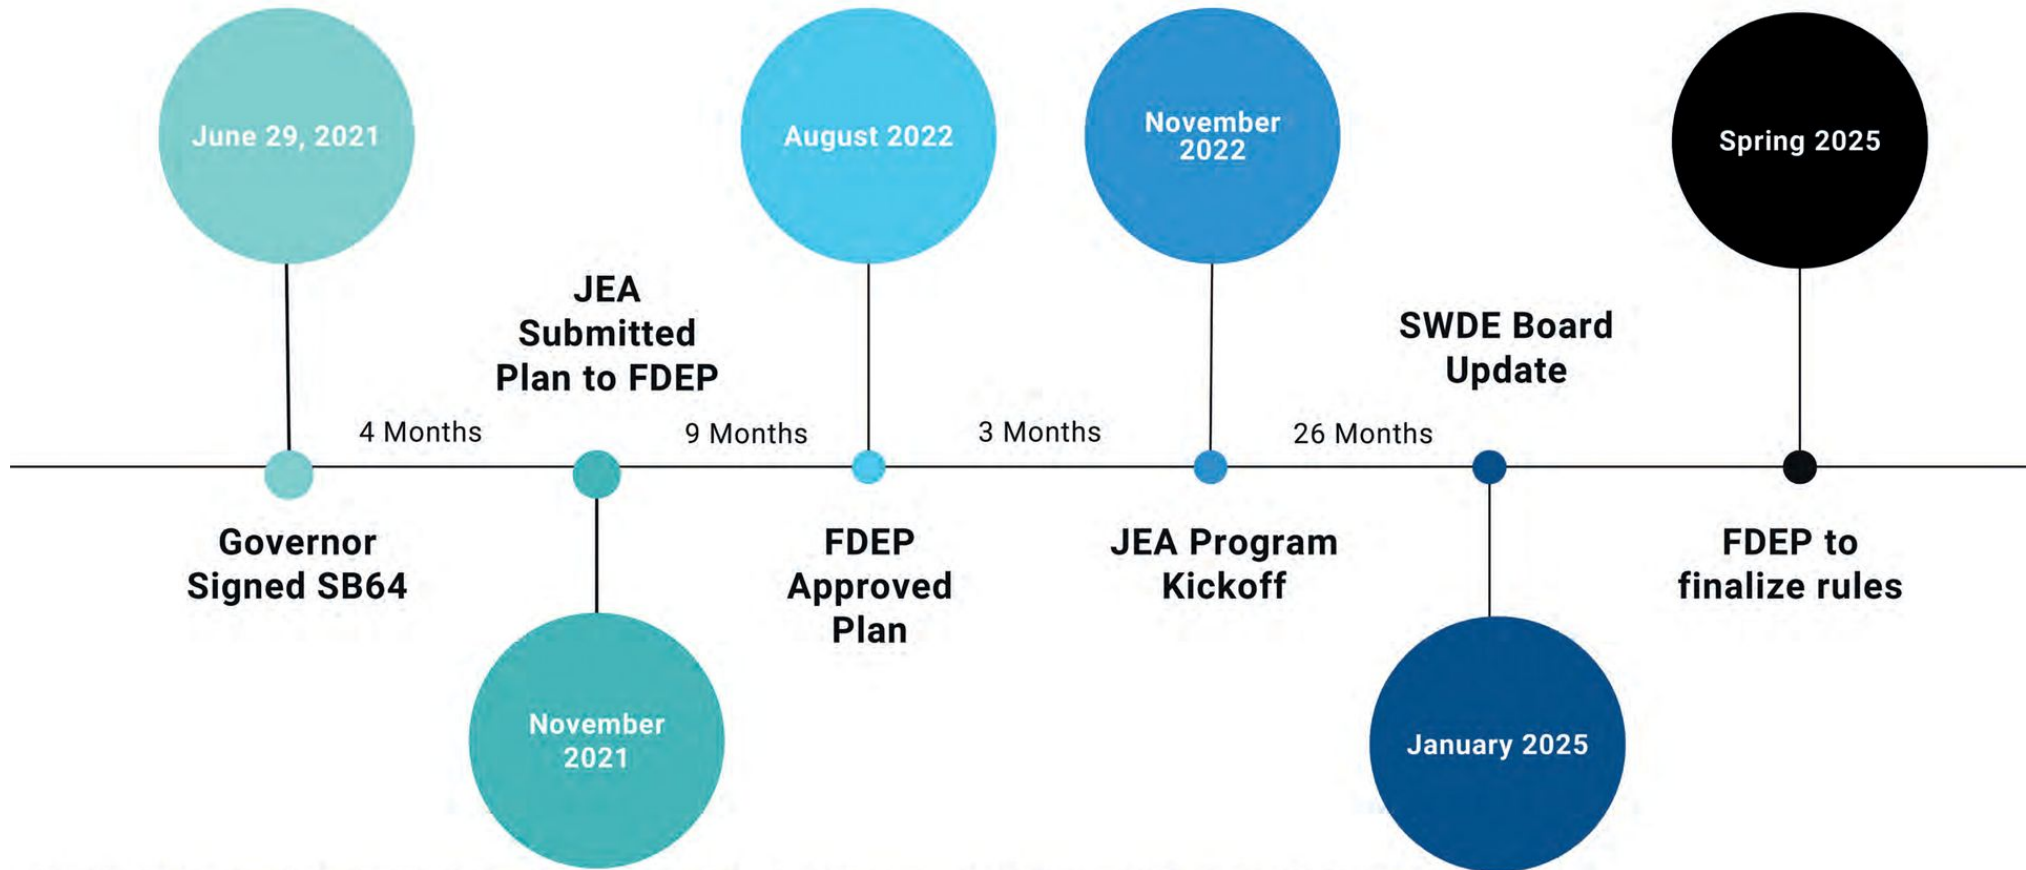 June 29, 2021
August 2022
November
2022
Spring 2025
JEA
Submitted
Plan to FDEP
SWDE Board
Update
4 Months
9 Months
3 Months
26 Months
Governor
Signed SB64
FDEP
Approved
Plan
JEA Program
Kickoff
FDEP to
finalize rules
November
2021
January 2025